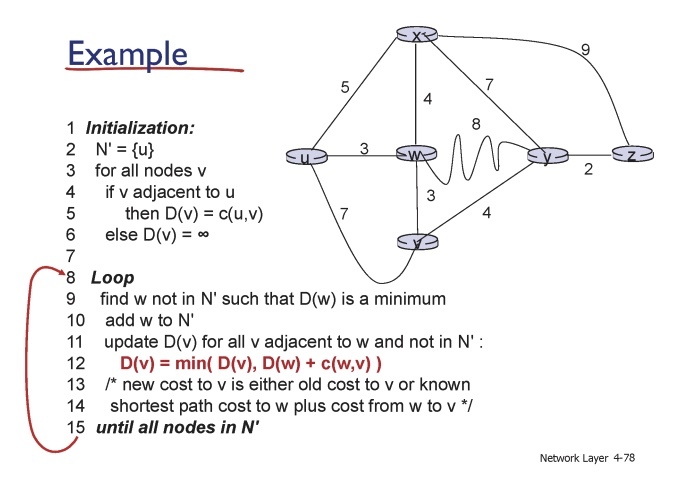 Example
1 Initialization:
2 N' = {u}
3 for all nodes v
4 if v adjacent to u
5 then D(v) = c(u,v)
6 else D(v) = ∞
7
8 Loop
9 find w not in N' such that D(w) is a minimum
10 add w to N'
11 update D(v) for all v adjacent to w and not in N' :
12 D(v) = min( D(v), D(w) + c(w,v) )
13 /* new cost to v is either old cost to v or known
14 shortest path cost to w plus cost from w to v */
15 until all nodes in N'
x
9
5
7
4
8
u
3
w
y
2
z
3
7
4
v
Network Layer 4-78